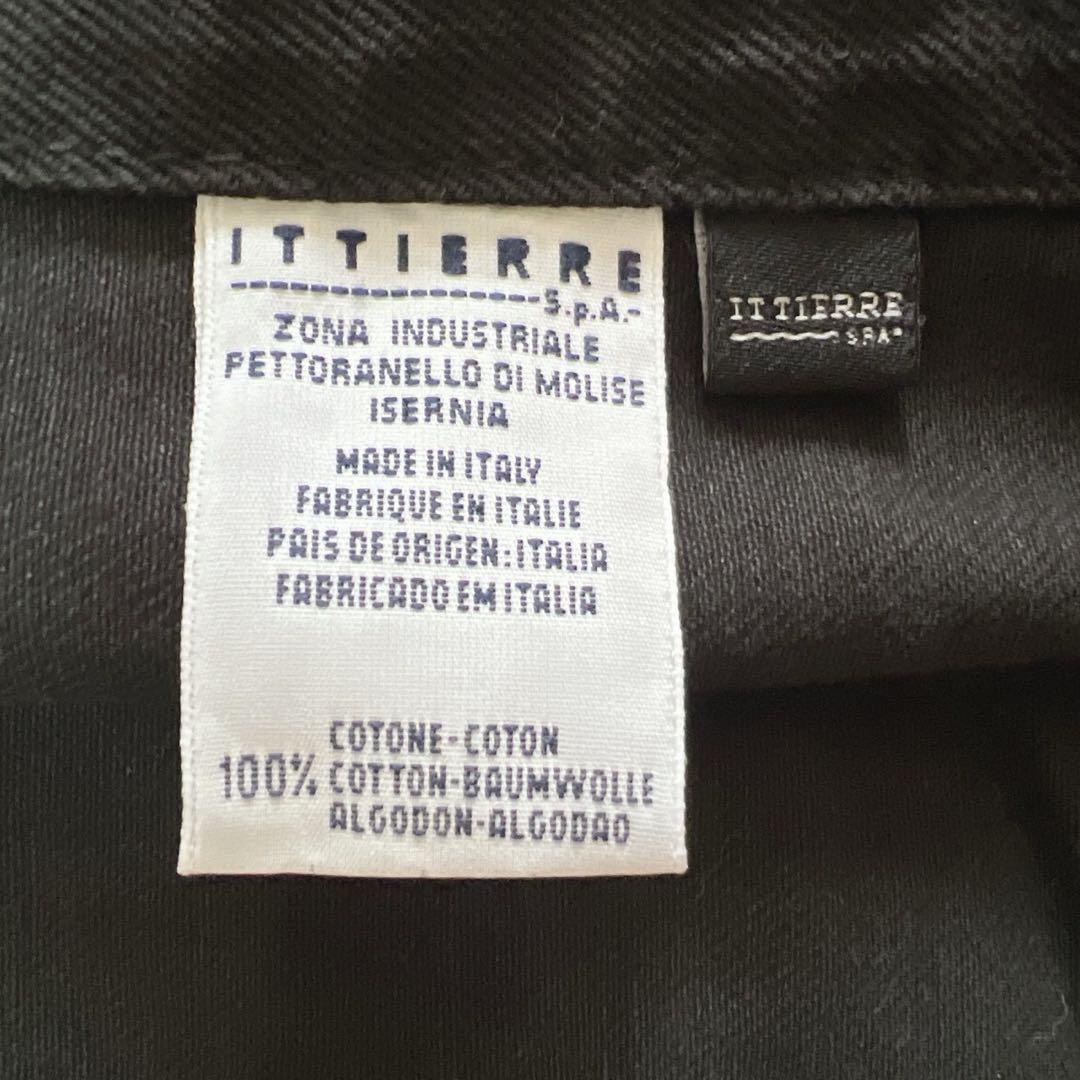 ITTIERRE
S.p.A.-
ZONA INDUSTRIALE
PETTORANELLO DI MOLISE
ISERNIA
MADE IN ITALY
FABRIQUE EN ITALIE
PAIS DE ORIGEN:ITALIA
FABRICADO EM ITALIA
COTONE-COTON
100% COTTON-BAUMWOLLE
ALGODON-ALGODAO
ITTIERRE
SPA